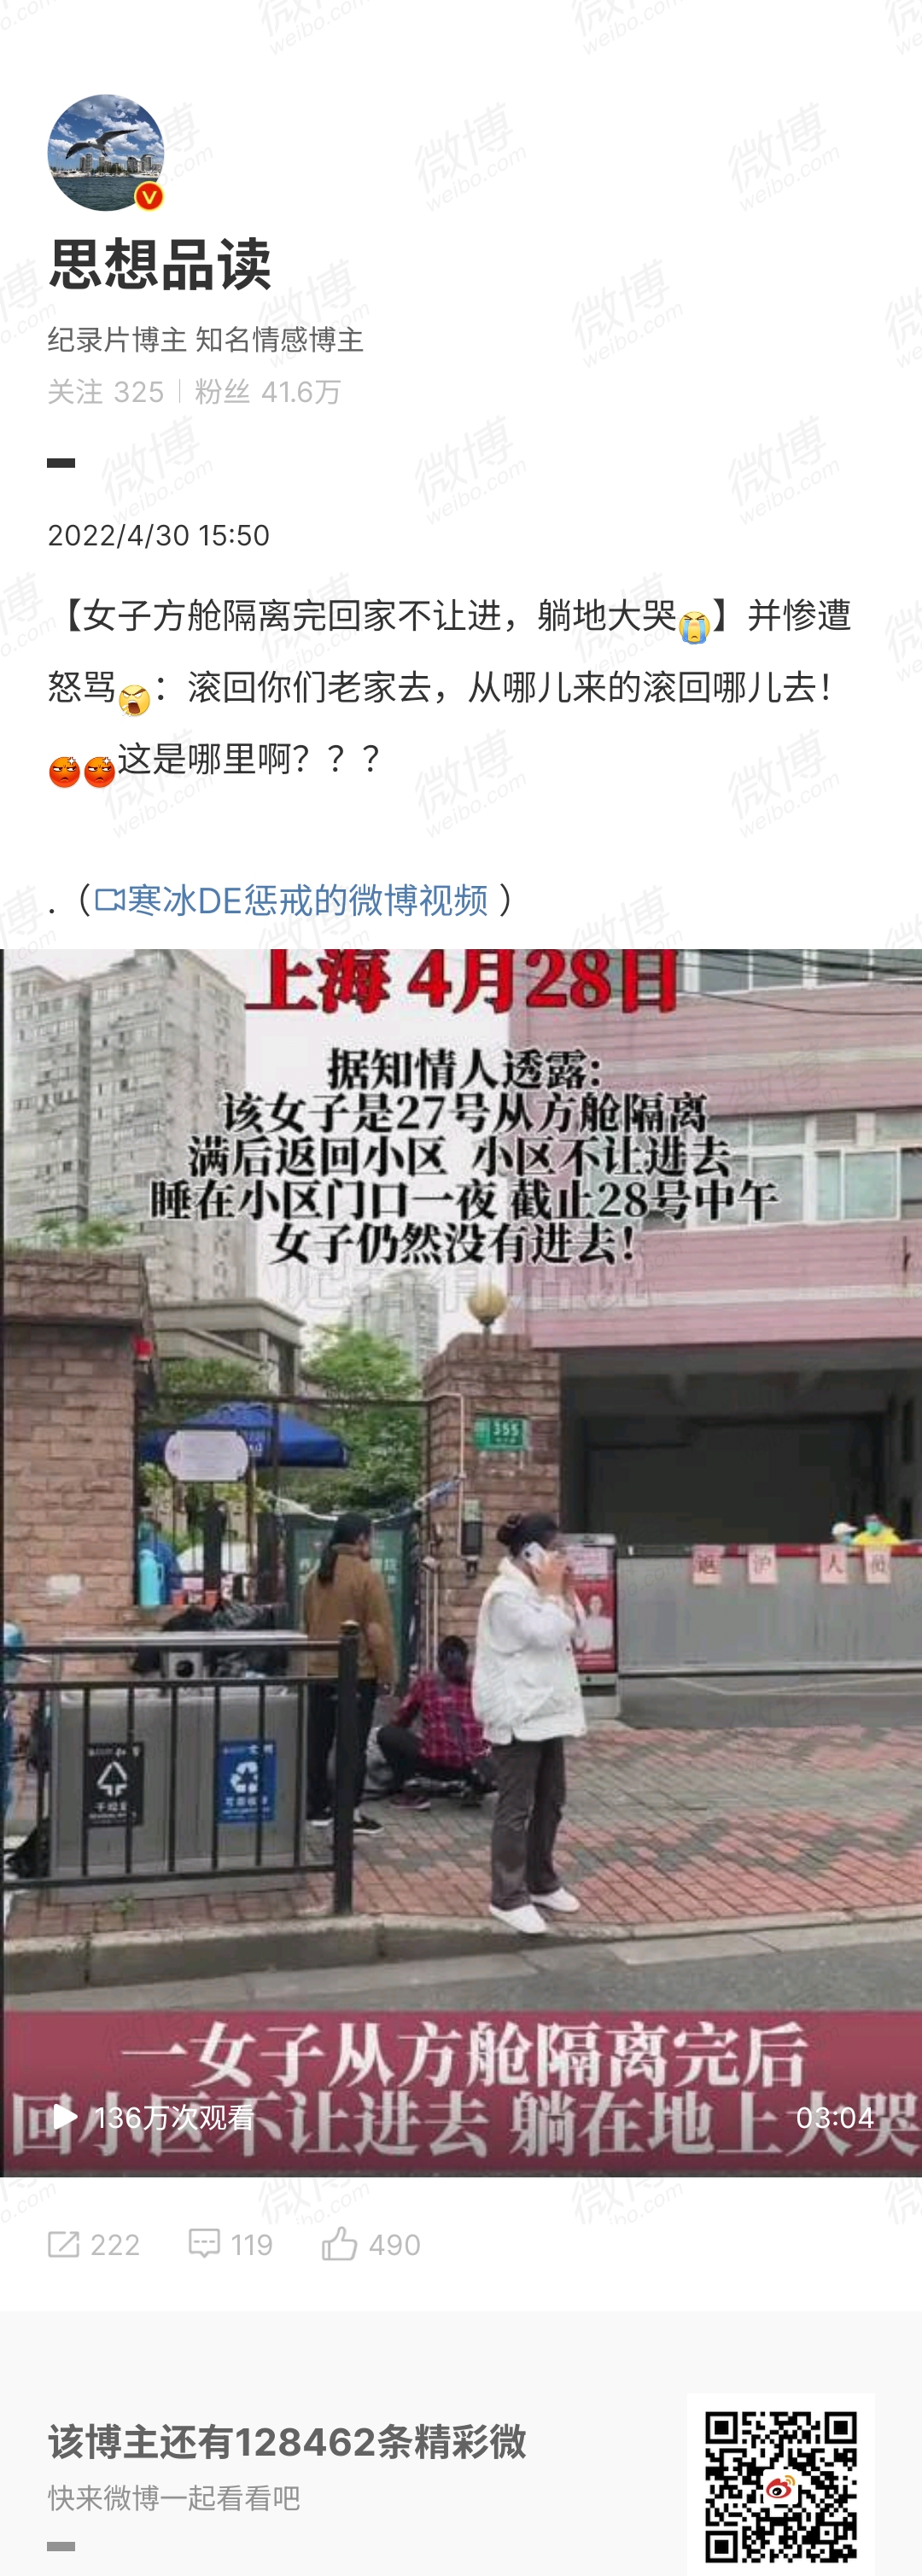 思想品读
纪录片博主 知名情感博主
关注 325 | 粉丝 41.6万
2022/4/30 15:50
【女子方舱隔离完回家不让进，躺地大哭😭】并惨遭
怒骂：滚回你们老家去，从哪儿来的滚回哪儿去！
这是哪里啊？？？
.（寒冰DE惩戒的微博视频 ）
上海 4月28日
据知情人透露：
该女子是27号从方舱隔离
满后返回小区 小区不让进去
睡在小区门口一夜 截止28号中午
女子仍然没有进去！
355
返 沪 人 员
一女子从方舱隔离完后
回小区不让进去 躺在地上大哭
136万次观看
03:04
222 119 490
该博主还有128462条精彩微
快来微博一起看看吧
微博
weibo.com